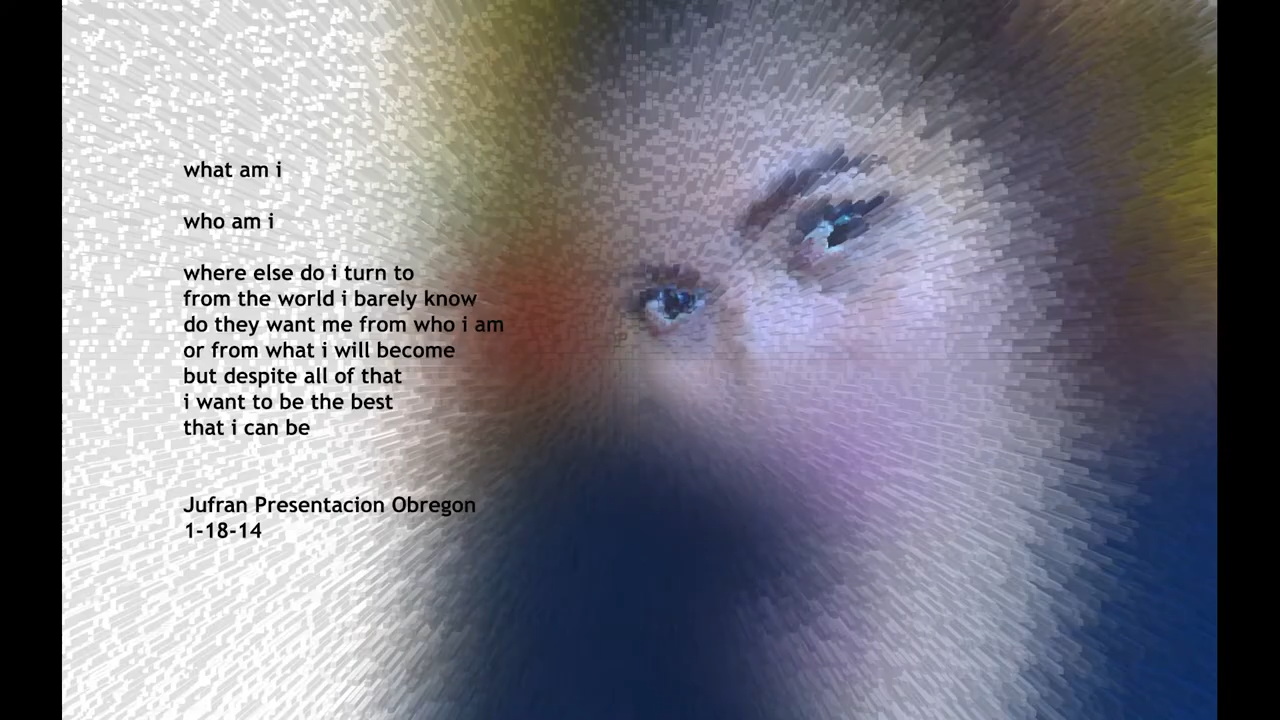 what am i
who am i
where else do i turn to
from the world i barely know
do they want me from who i am
or from what i will become
but despite all of that
i want to be the best
that i can be
Jufran Presentacion Obregon
1-18-14